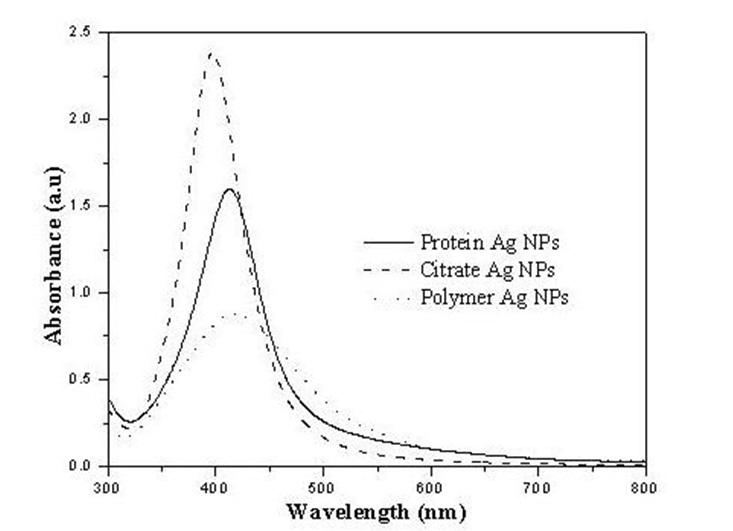 2.5
2.0
1.5
1.0
0.5
0.0
Absorbance (a.u)
Protein Ag NPs
Citrate Ag NPs
Polymer Ag NPs
300 400 500 600 700 800
Wavelength (nm)